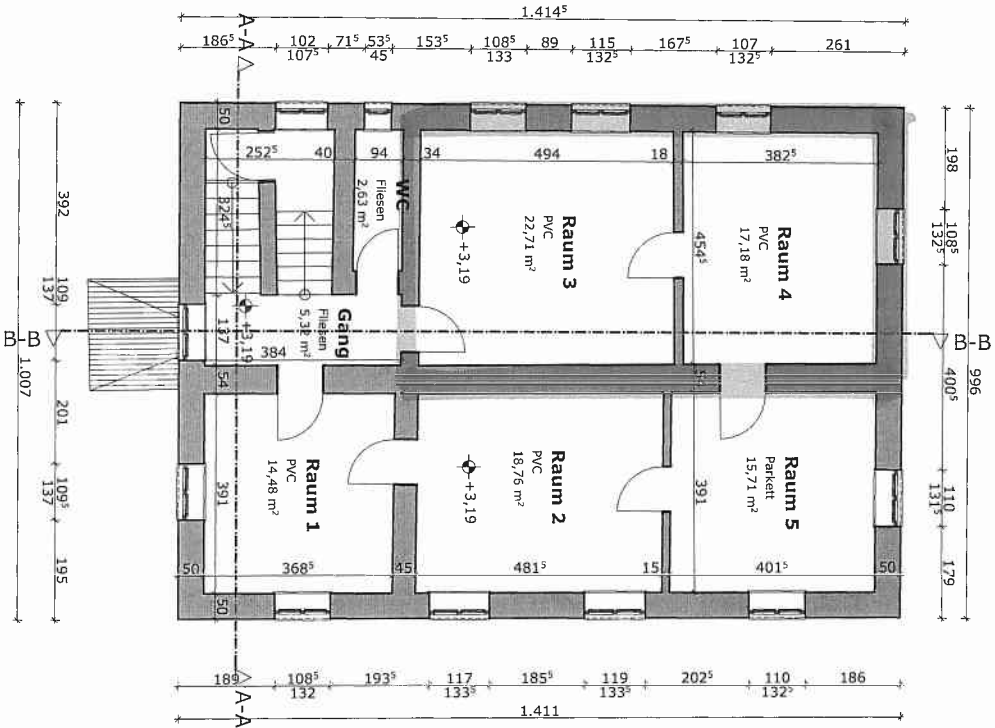 1.414⁵
A-A
186⁵ 102 71⁵ 53⁵ 153⁵ 108⁵ 89 115 167⁵ 107 261
107⁵ 45 133 132⁵ 132⁵
50
252⁵ 40 94 34 494 18 382⁵
WC
Fliesen
2,63 m²
Raum 3
PVC
22,71 m²
+3,19
Raum 4
PVC
17,18 m²
324⁵
454⁵
Gang
Fliesen
5,32 m²
+3,19
137
384
B-B
B-B
392
109
137
201
109⁵
137
195
1.007
198
108⁵
132⁵
400⁵
110
131⁵
179
996
54
54
Raum 1
PVC
14,48 m²
Raum 2
PVC
18,76 m²
+3,19
Raum 5
Parkett
15,71 m²
391
391
50 368⁵ 45 481⁵ 15 401⁵ 50
50
189 108⁵ 193⁵ 117 185⁵ 119 202⁵ 110 186
132 133⁵ 133⁵ 132⁵
A-A
1.411